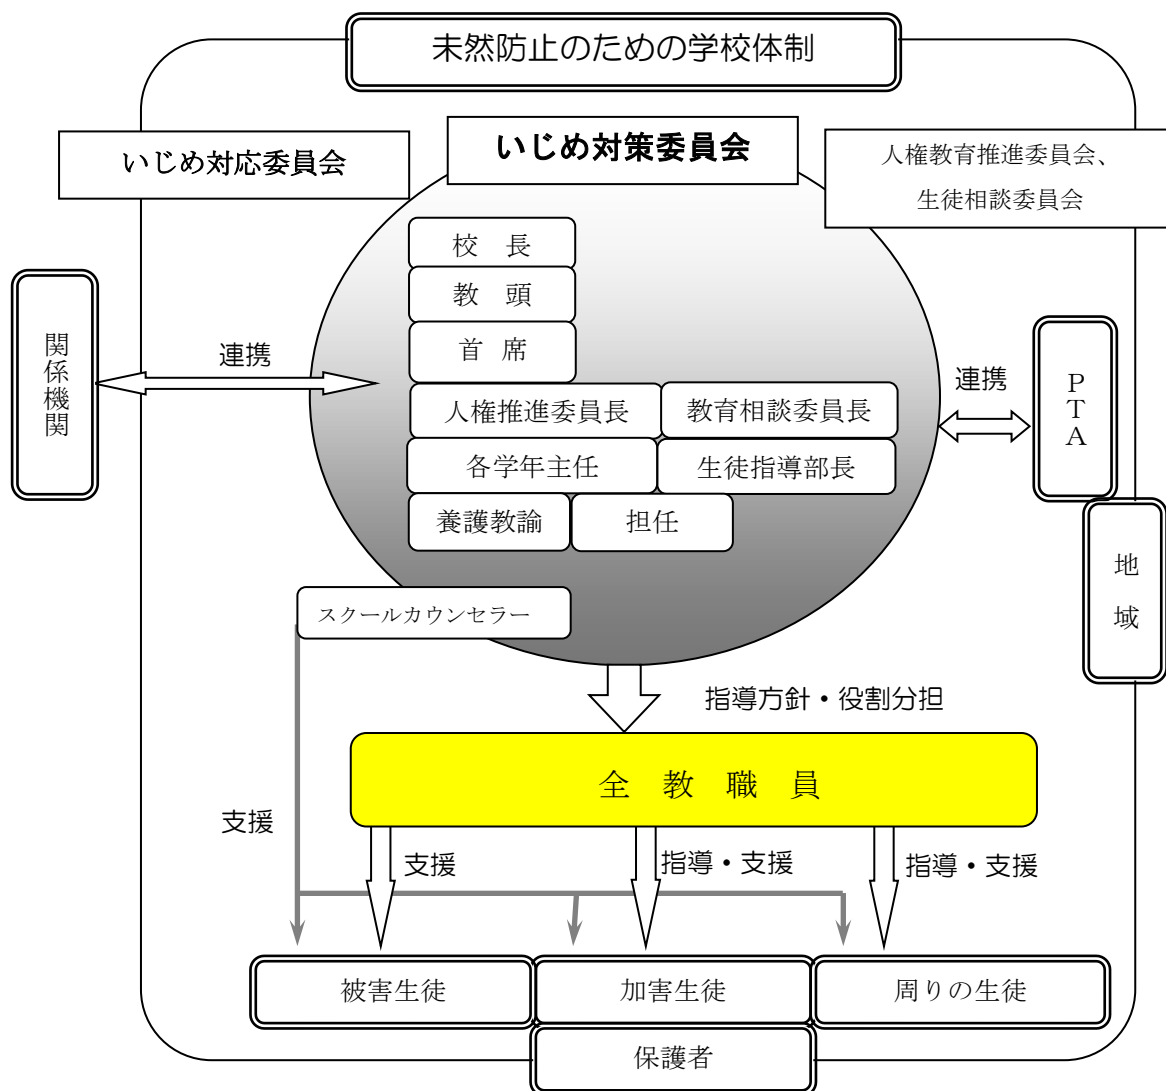 未然防止のための学校体制
いじめ対応委員会
いじめ対策委員会
人権教育推進委員会、
生徒相談委員会
校　長
教　頭
首 席
人権推進委員長
教育相談委員長
各学年主任
生徒指導部長
養護教諭
担任
スクールカウンセラー
関係機関
連携
連携
PTA
地域
指導方針・役割分担
全　教　職　員
支援
支援
指導・支援
指導・支援
被害生徒
加害生徒
周りの生徒
保護者